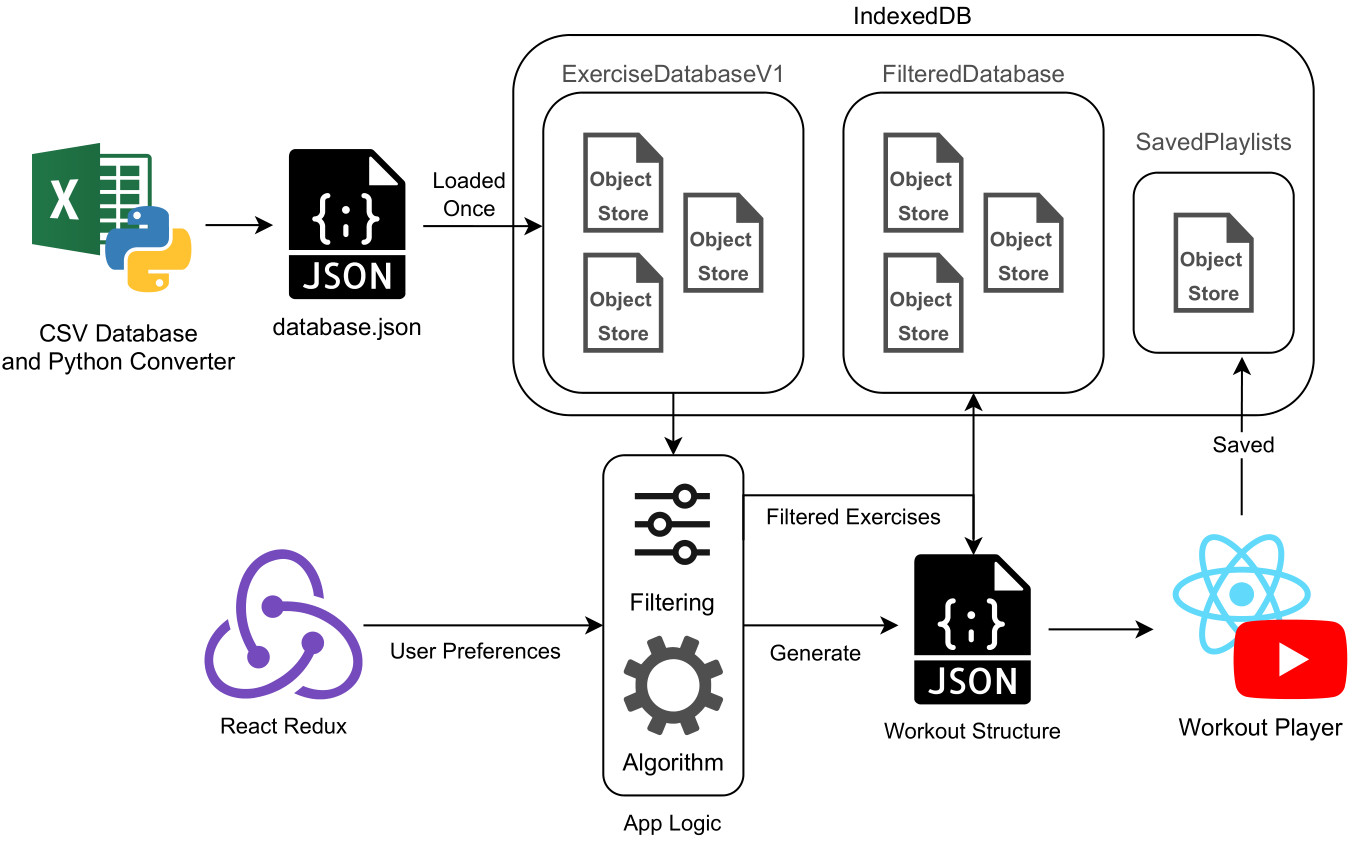 IndexedDB
ExerciseDatabaseV1
FilteredDatabase
SavedPlaylists
Object
Store
Object
Store
Object
Store
Object
Store
Object
Store
Object
Store
Object
Store
X
CSV Database
and Python Converter
{;}
JSON
database.json
Loaded
Once
Saved
Filtered Exercises
Filtering
Algorithm
App Logic
User Preferences
React Redux
Generate
{;}
JSON
Workout Structure
Workout Player